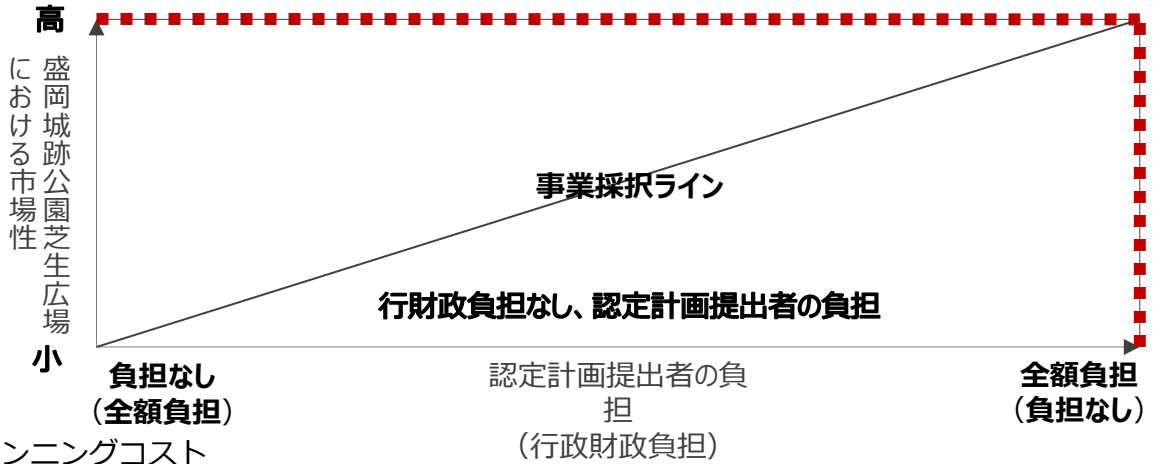 高
盛岡城跡公園芝生広場
における市場性
事業採択ライン
行財政負担なし、認定計画提出者の負担
小
負担なし
（全額負担）
認定計画提出者の負
担
（行政財政負担）
全額負担
（負担なし）
ンニングコスト